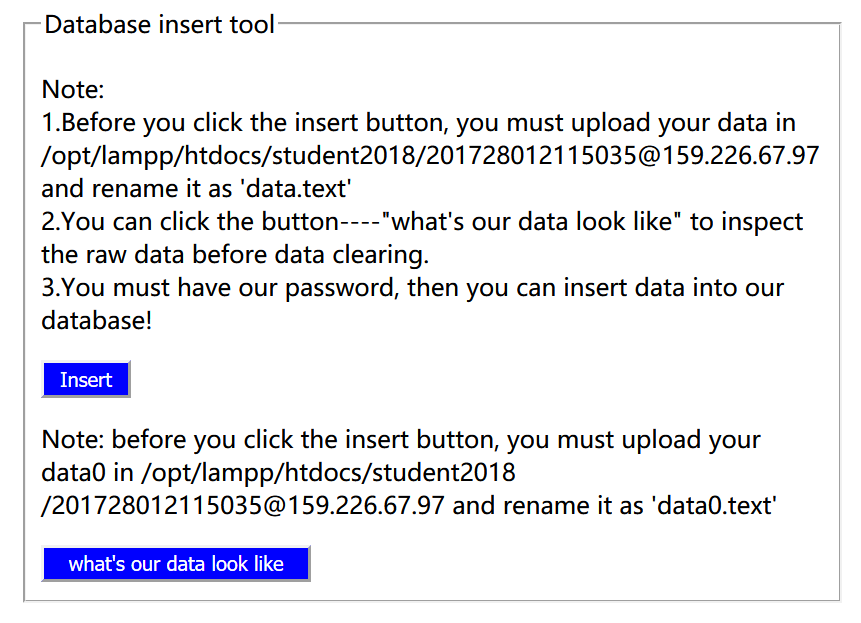 Database insert tool
Note:
1.Before you click the insert button, you must upload your data in
/opt/lampp/htdocs/student2018/201728012115035@159.226.67.97
and rename it as 'data.text'
2.You can click the button----"what's our data look like" to inspect
the raw data before data clearing.
3.You must have our password, then you can insert data into our
database!
Insert
Note: before you click the insert button, you must upload your
data0 in /opt/lampp/htdocs/student2018
/201728012115035@159.226.67.97 and rename it as 'data0.text'
what's our data look like